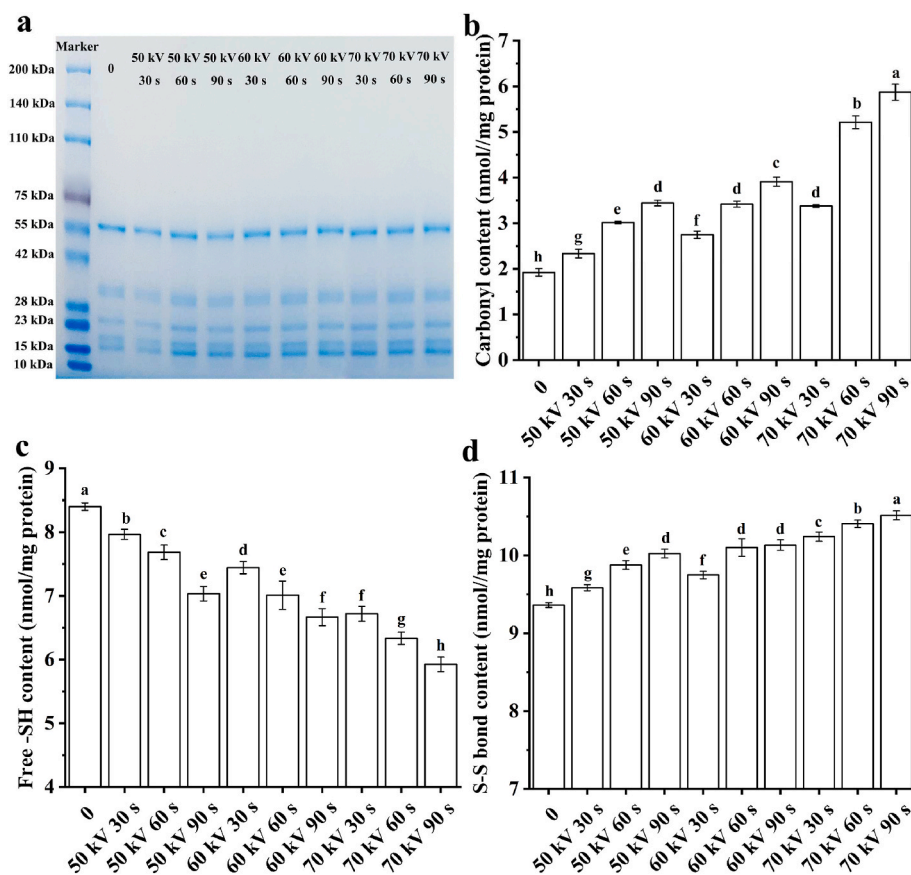 a
Marker
0
50 kV 50 kV 50 kV 60 kV 60 kV 60 kV 70 kV 70 kV 70 kV
30 s 60 s 90 s 30 s 60 s 90 s 30 s 60 s 90 s
200 kDa
140 kDa
110 kDa
75 kDa
55 kDa
42 kDa
28 kDa
23 kDa
15 kDa
10 kDa
b
Carbonyl content (nmol//mg protein)
7
6
5
4
3
2
1
0
h g e d f d c d b a
0
50 kV 30 s
50 kV 60 s
50 kV 90 s
60 kV 30 s
60 kV 60 s
60 kV 90 s
70 kV 30 s
70 kV 60 s
70 kV 90 s
c
Free -SH content (nmol/mg protein)
9
8
7
6
5
4
a b c e d e f f g h
0
50 kV 30 s
50 kV 60 s
50 kV 90 s
60 kV 30 s
60 kV 60 s
60 kV 90 s
70 kV 30 s
70 kV 60 s
70 kV 90 s
d
S-S bond content (nmol//mg protein)
11
10
9
8
7
h g e d f d d c b a
0
50 kV 30 s
50 kV 60 s
50 kV 90 s
60 kV 30 s
60 kV 60 s
60 kV 90 s
70 kV 30 s
70 kV 60 s
70 kV 90 s